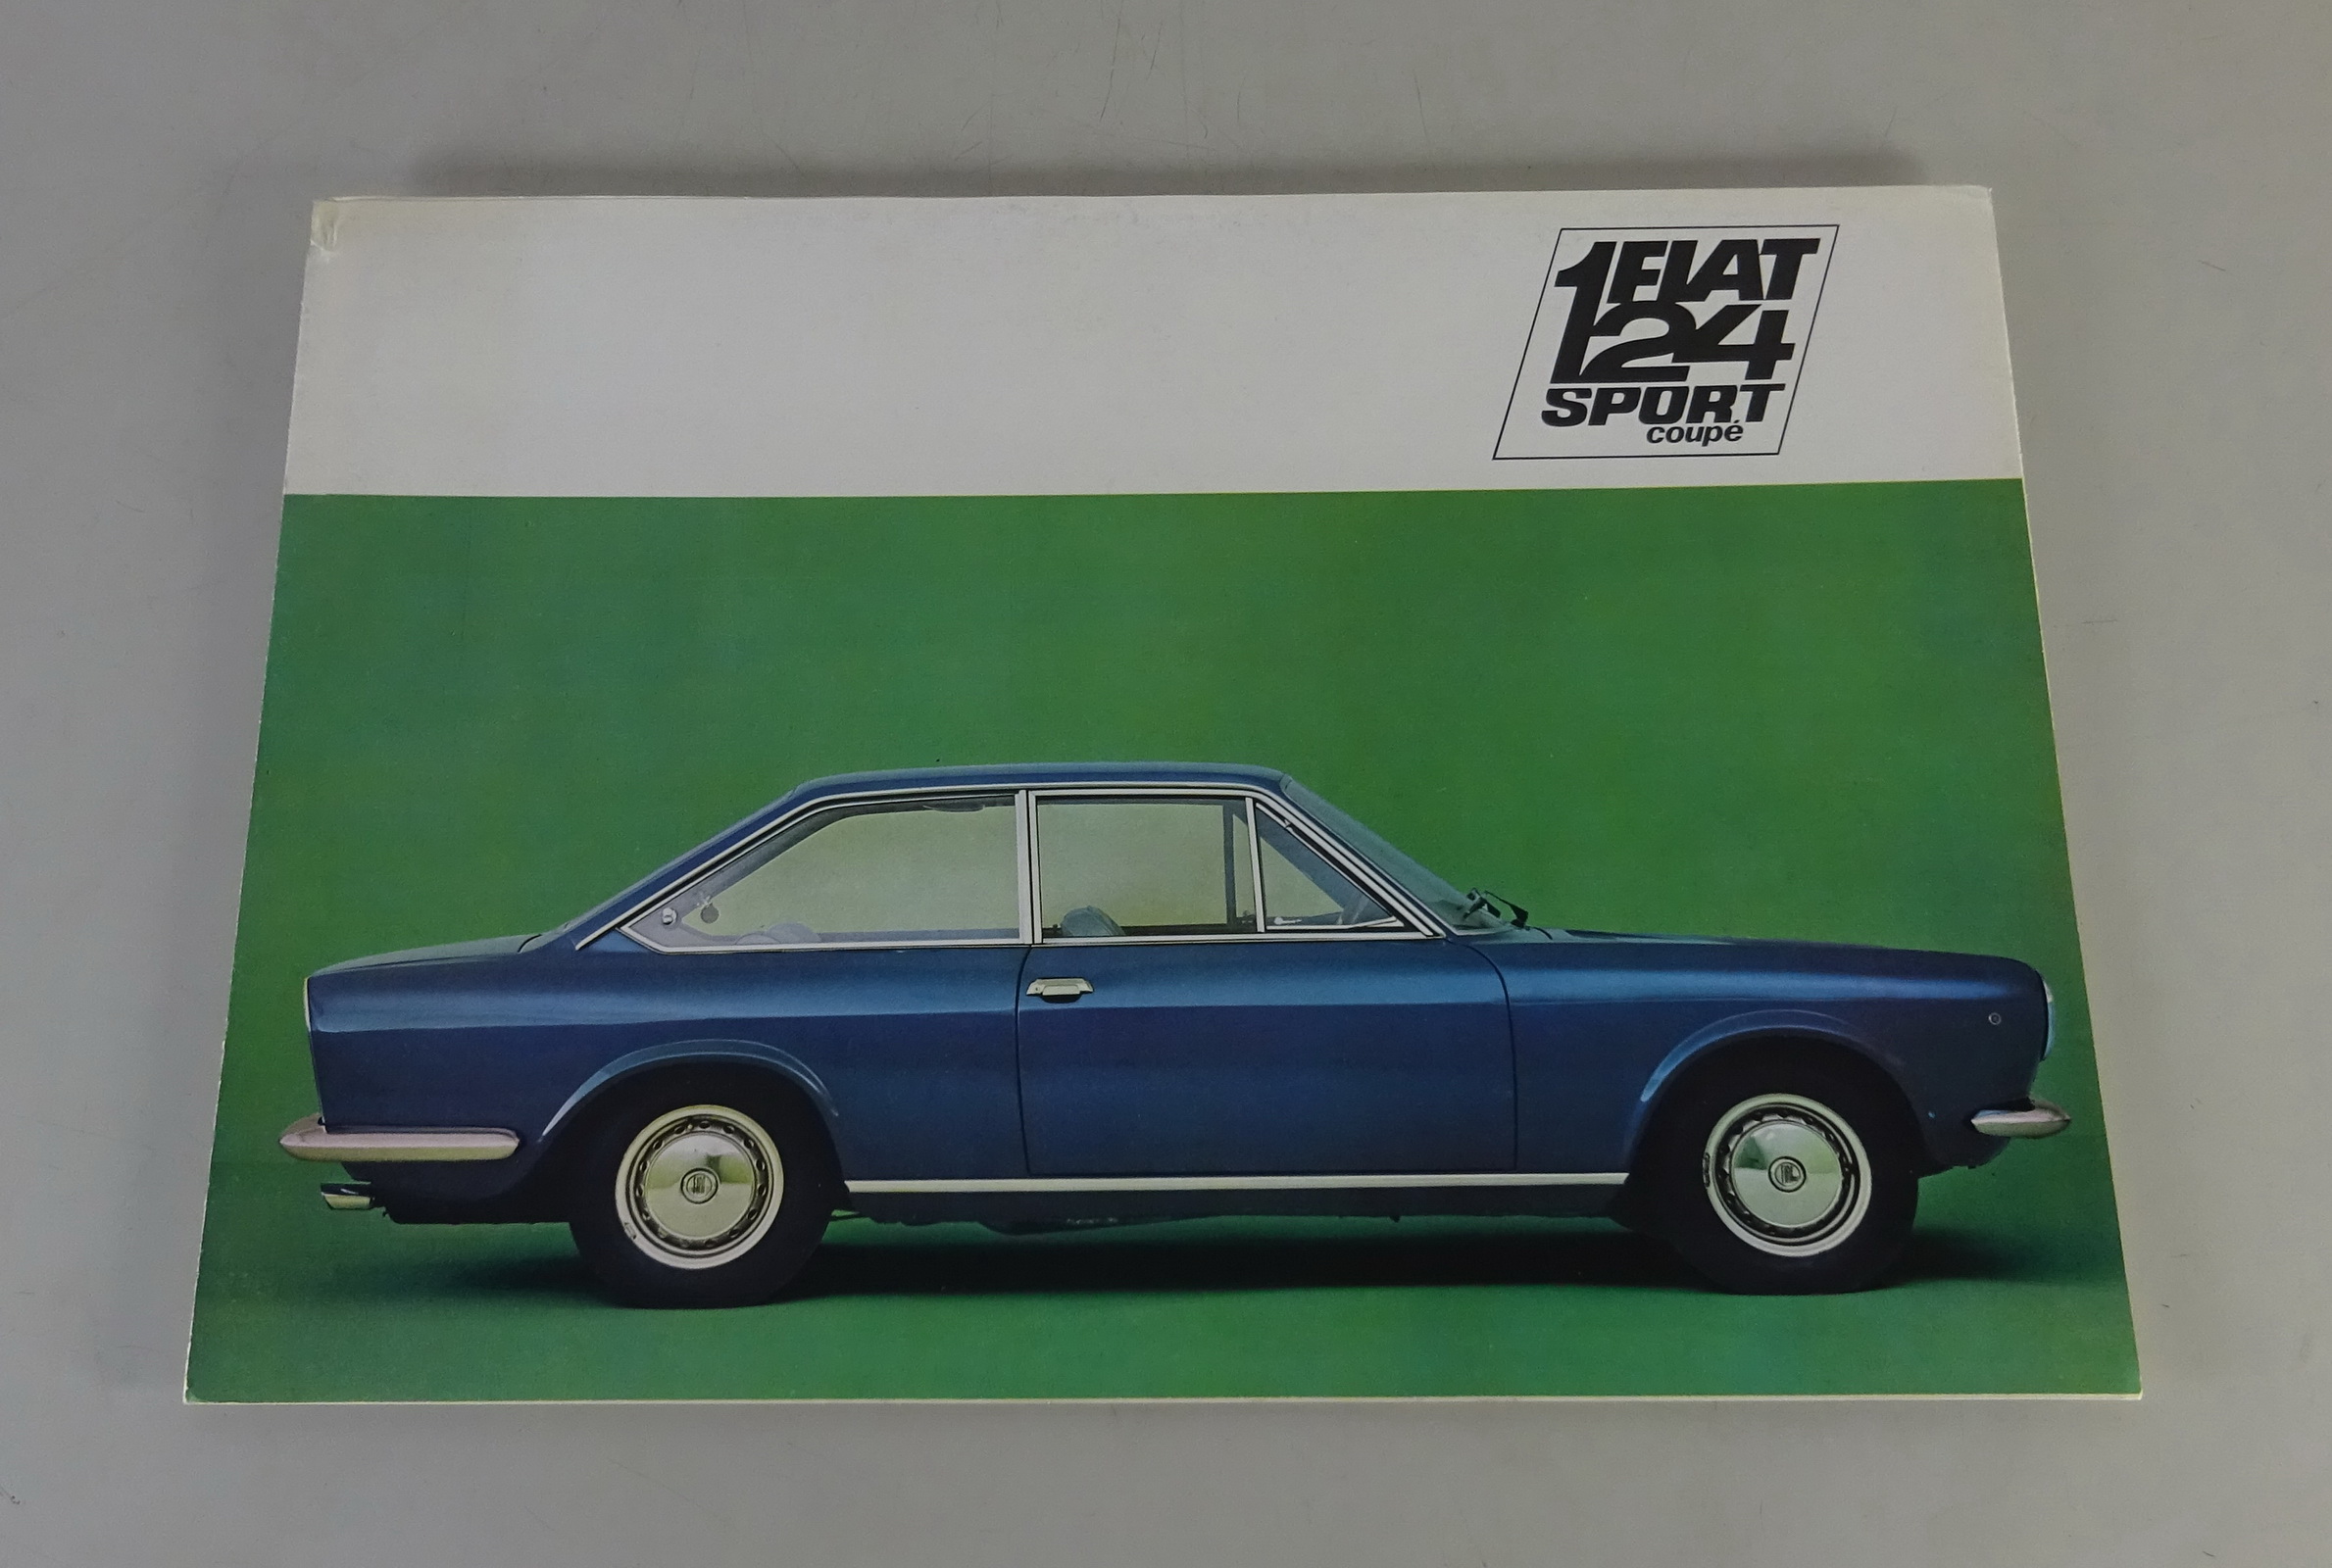 FIAT
124
SPORT
coupé